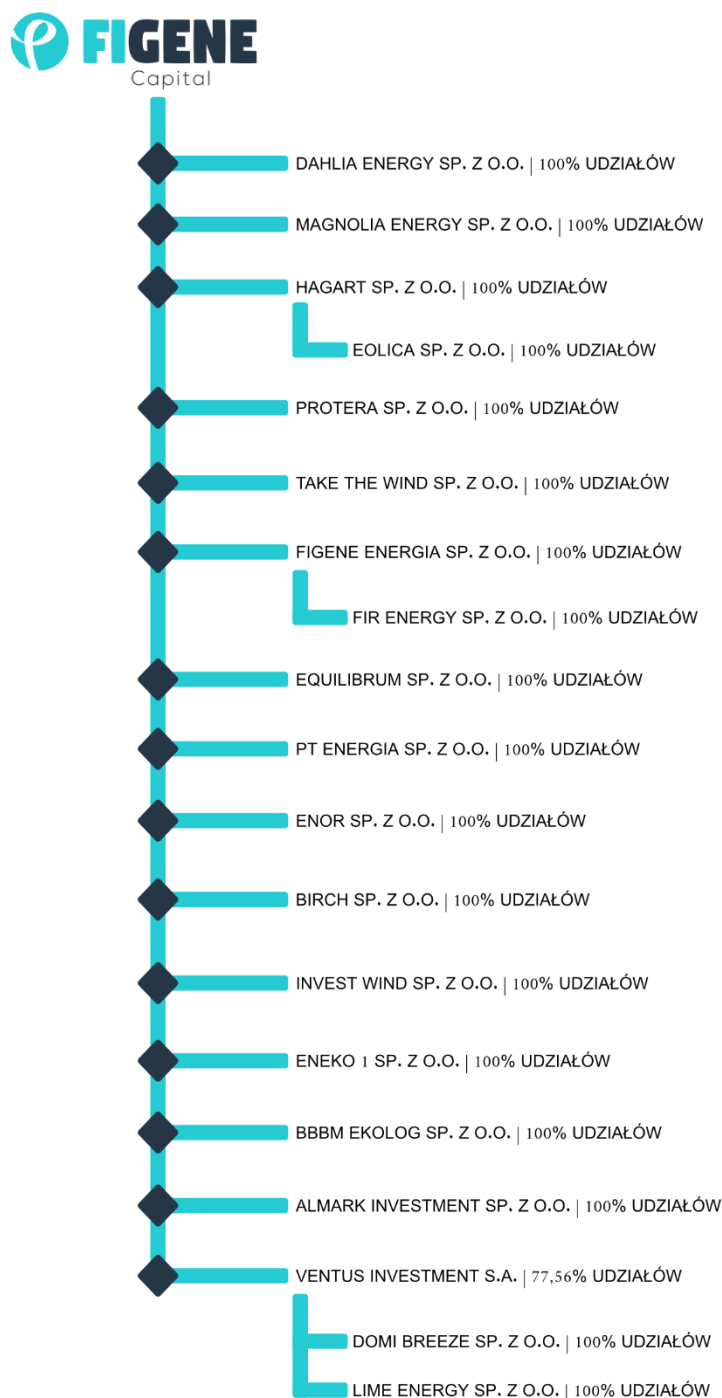 FIGENE
Capital
DAHLIA ENERGY SP. Z O.O. | 100% UDZIAŁÓW
MAGNOLIA ENERGY SP. Z O.O. | 100% UDZIAŁÓW
HAGART SP. Z O.O. | 100% UDZIAŁÓW
EOLICA SP. Z O.O. | 100% UDZIAŁÓW
PROTERA SP. Z O.O. | 100% UDZIAŁÓW
TAKE THE WIND SP. Z O.O. | 100% UDZIAŁÓW
FIGENE ENERGIA SP. Z O.O. | 100% UDZIAŁÓW
FIR ENERGY SP. Z O.O. | 100% UDZIAŁÓW
EQUILIBRUM SP. Z O.O. | 100% UDZIAŁÓW
PT ENERGIA SP. Z O.O. | 100% UDZIAŁÓW
ENOR SP. Z O.O. | 100% UDZIAŁÓW
BIRCH SP. Z O.O. | 100% UDZIAŁÓW
INVEST WIND SP. Z O.O. | 100% UDZIAŁÓW
ENEKO 1 SP. Z O.O. | 100% UDZIAŁÓW
BBBM EKOLOG SP. Z O.O. | 100% UDZIAŁÓW
ALMARK INVESTMENT SP. Z O.O. | 100% UDZIAŁÓW
VENTUS INVESTMENT S.A. | 77,56% UDZIAŁÓW
DOMI BREEZE SP. Z O.O. | 100% UDZIAŁÓW
LIME ENERGY SP. Z O.O. | 100% UDZIAŁÓW